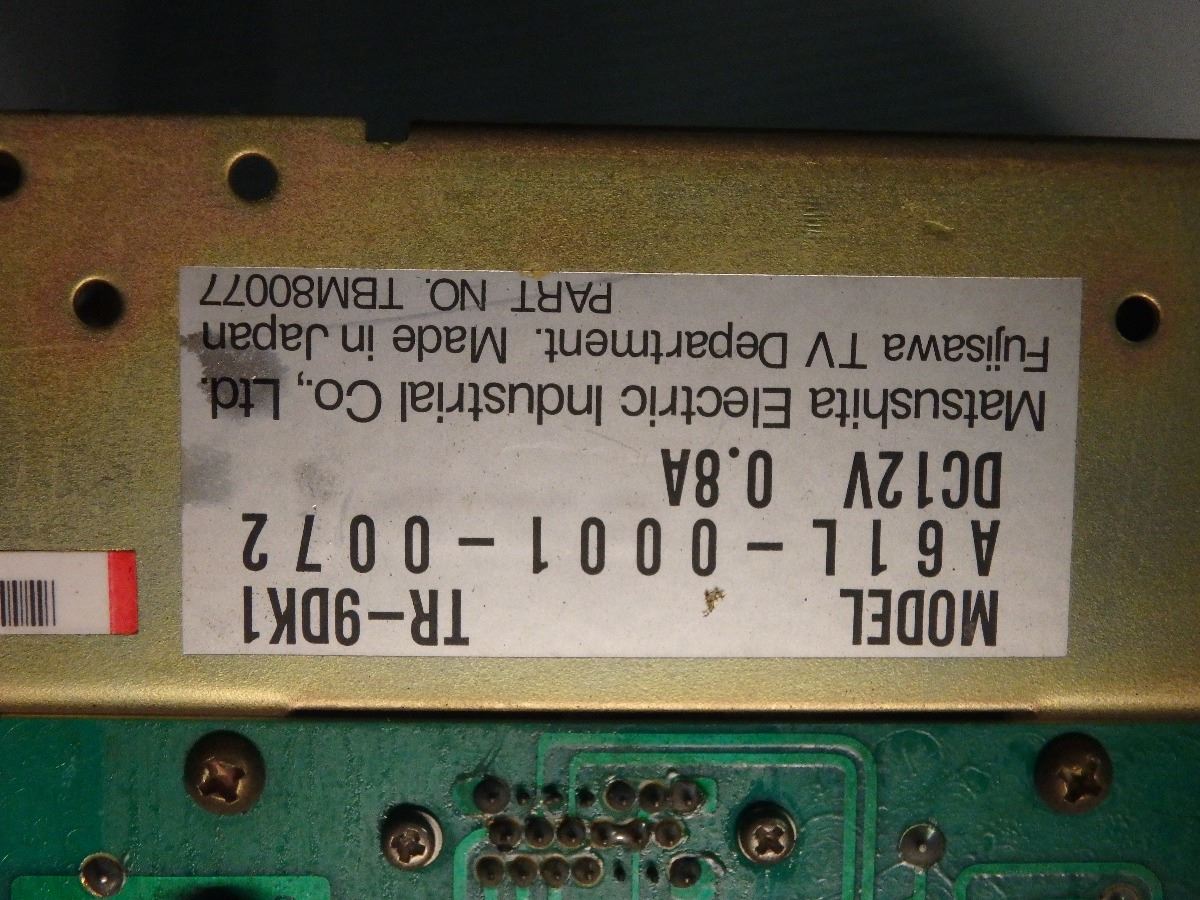 MODEL TR-9DK1
A61L-0001-0072
DC12V 0.8A
Matsushita Electric Industrial Co., Ltd.
Fujisawa TV Department. Made in Japan
PART NO. TBM80077